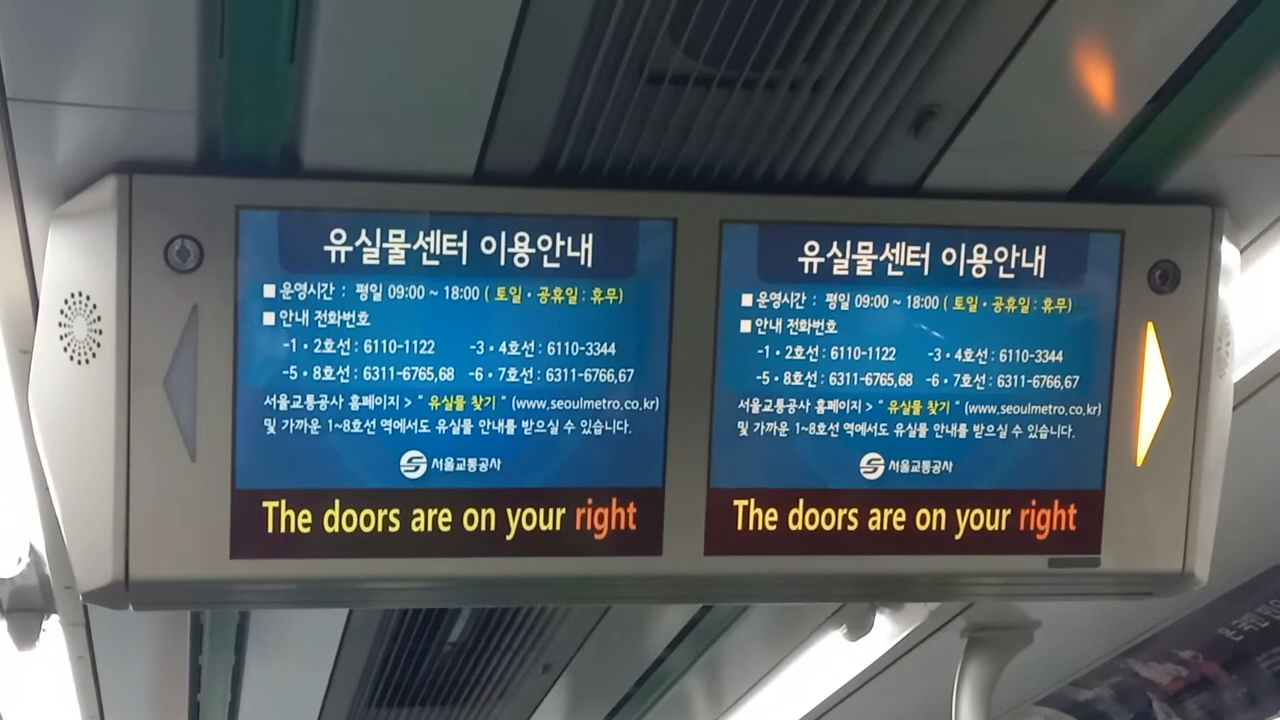 유실물센터 이용안내
■ 운영시간 : 평일 09:00 ~ 18:00 ( 토일・공휴일 : 휴무)
■ 안내 전화번호
-1・2호선 : 6110-1122 -3・4호선 : 6110-3344
-5・8호선 : 6311-6765,68 -6・7호선 : 6311-6766,67
서울교통공사 홈페이지 > " 유실물 찾기 " (www.seoulmetro.co.kr)
및 가까운 1~8호선 역에서도 유실물 안내를 받으실 수 있습니다.
서울교통공사
The doors are on your right
유실물센터 이용안내
■ 운영시간 : 평일 09:00 ~ 18:00 ( 토일・공휴일 : 휴무)
■ 안내 전화번호
-1・2호선 : 6110-1122 -3・4호선 : 6110-3344
-5・8호선 : 6311-6765,68 -6・7호선 : 6311-6766,67
서울교통공사 홈페이지 > " 유실물 찾기 " (www.seoulmetro.co.kr)
및 가까운 1~8호선 역에서도 유실물 안내를 받으실 수 있습니다.
서울교통공사
The doors are on your right